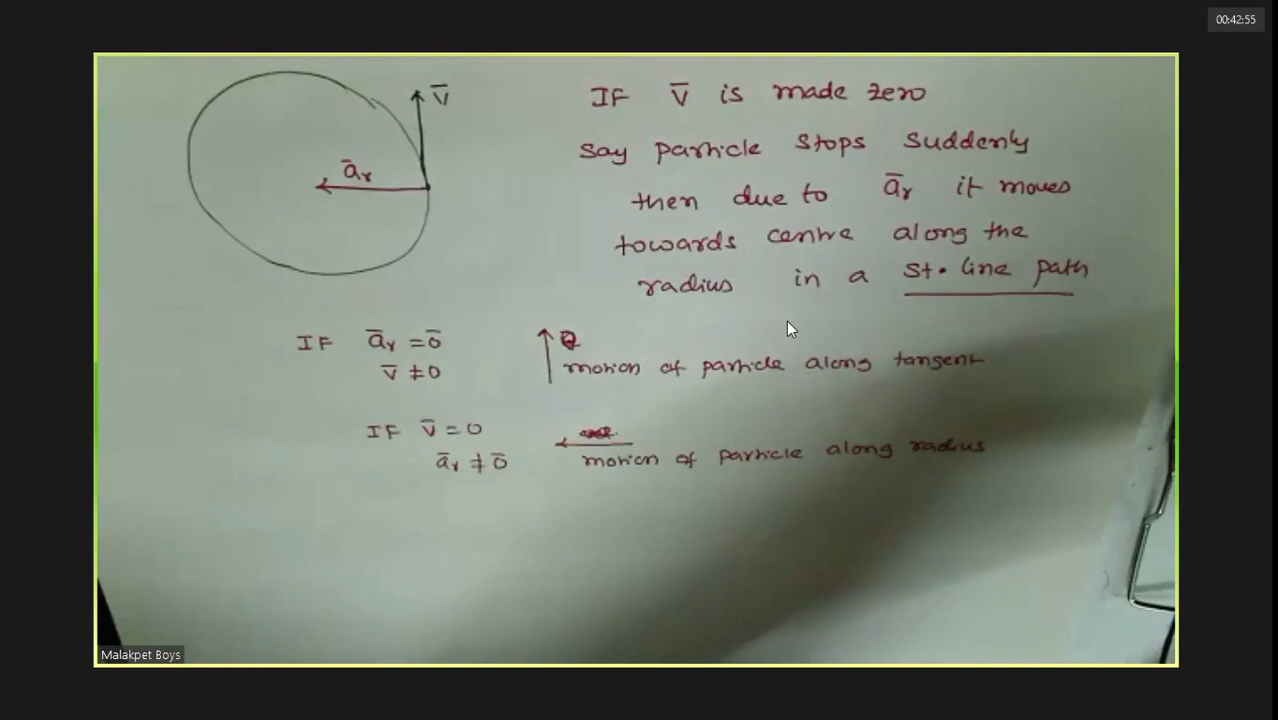 00:42:55
v̄
āᵣ
IF v̄ is made zero
say particle stops suddenly
then due to āᵣ it moves
towards centre along the
radius in a st. line path
IF āᵣ = ō
v̄ ≠ 0
motion of particle along tangent
IF v̄ = 0
āᵣ ≠ ō
motion of particle along radius
Malakpet Boys